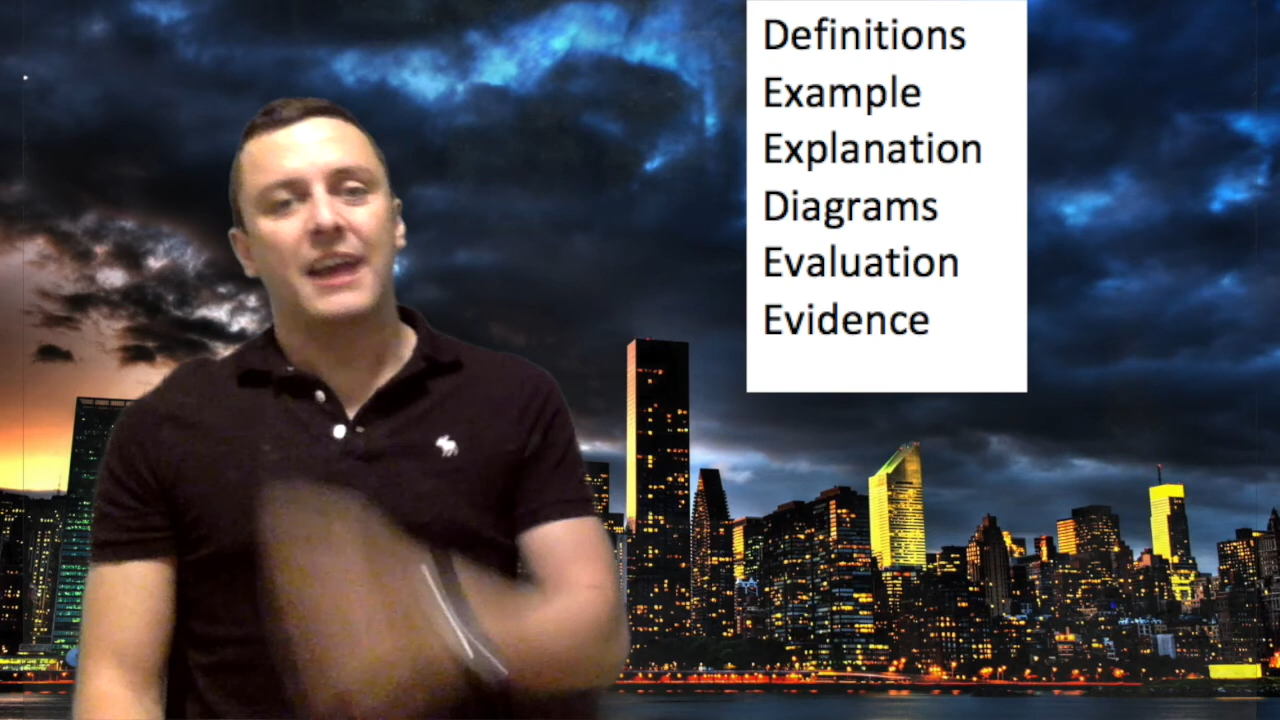 Definitions
Example
Explanation
Diagrams
Evaluation
Evidence